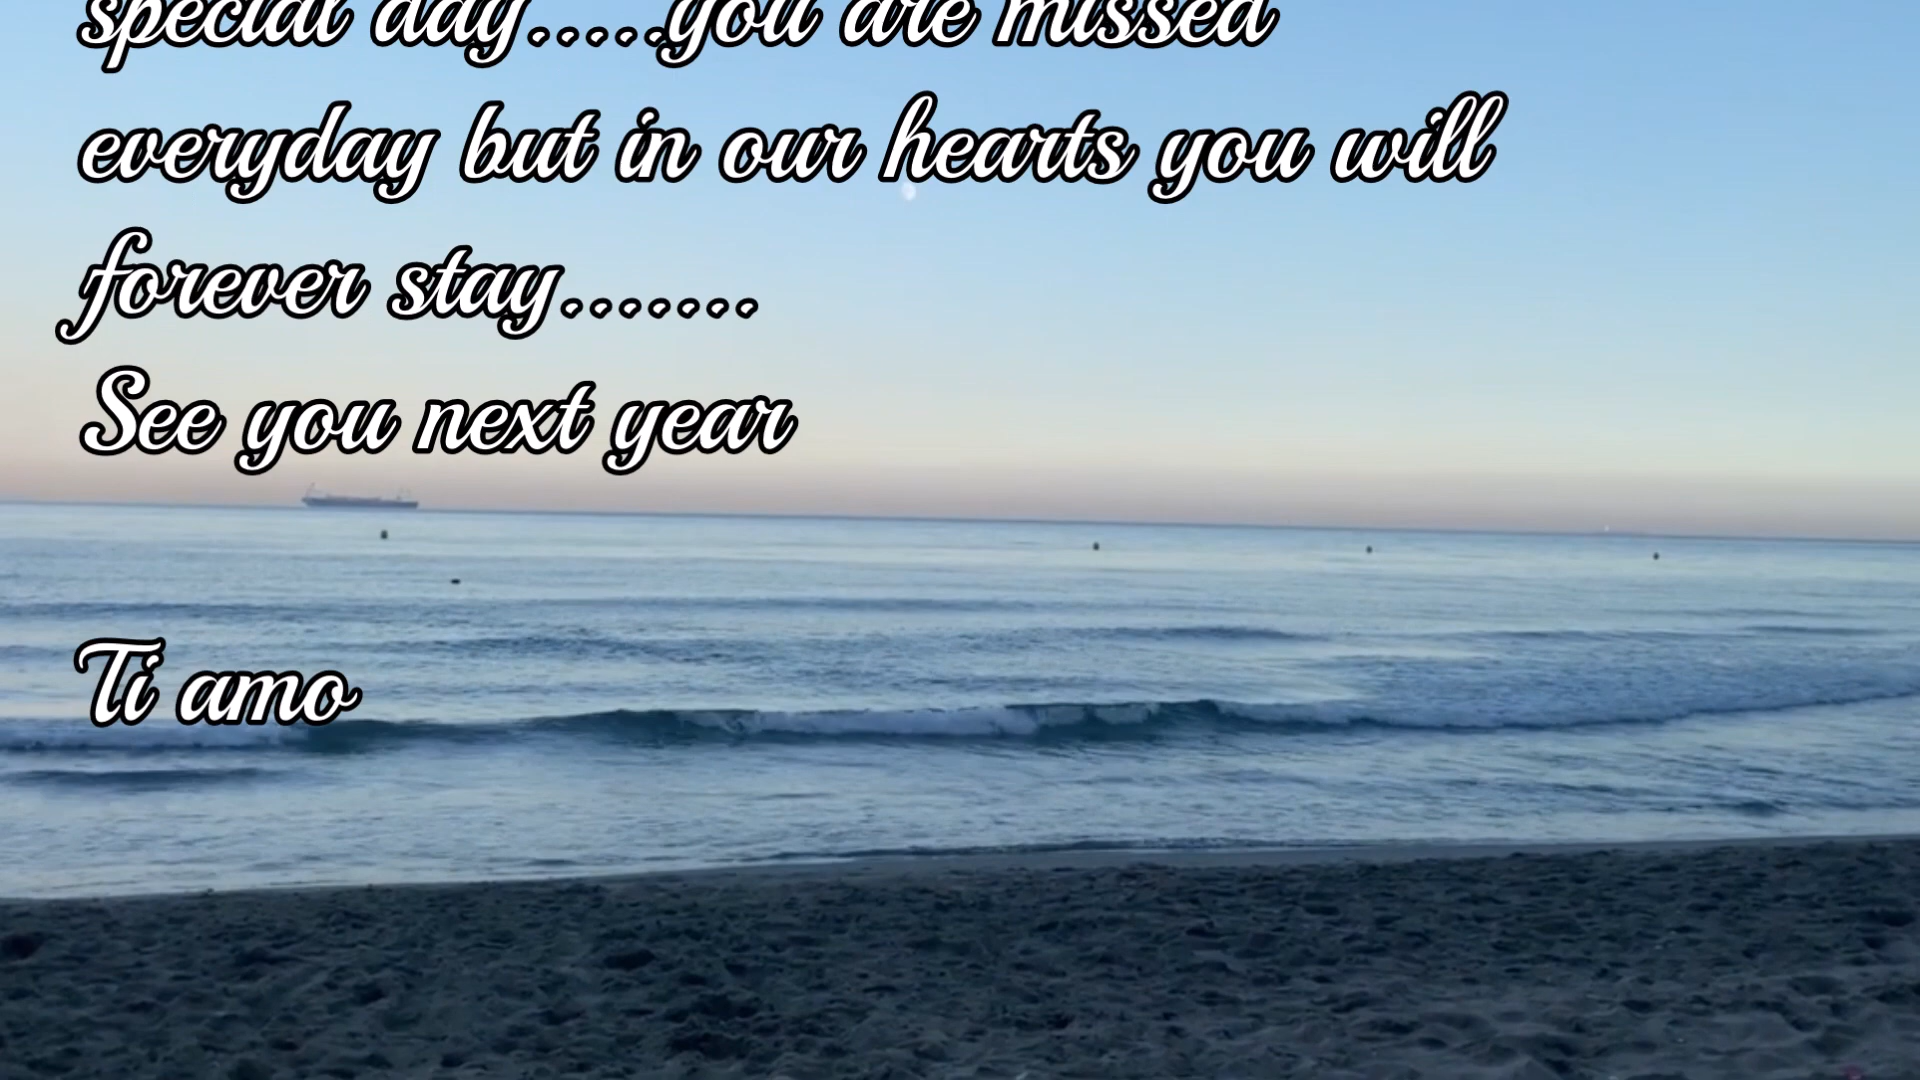 special day.....you are missed
everyday but in our hearts you will
forever stay.......
See you next year
Ti amo